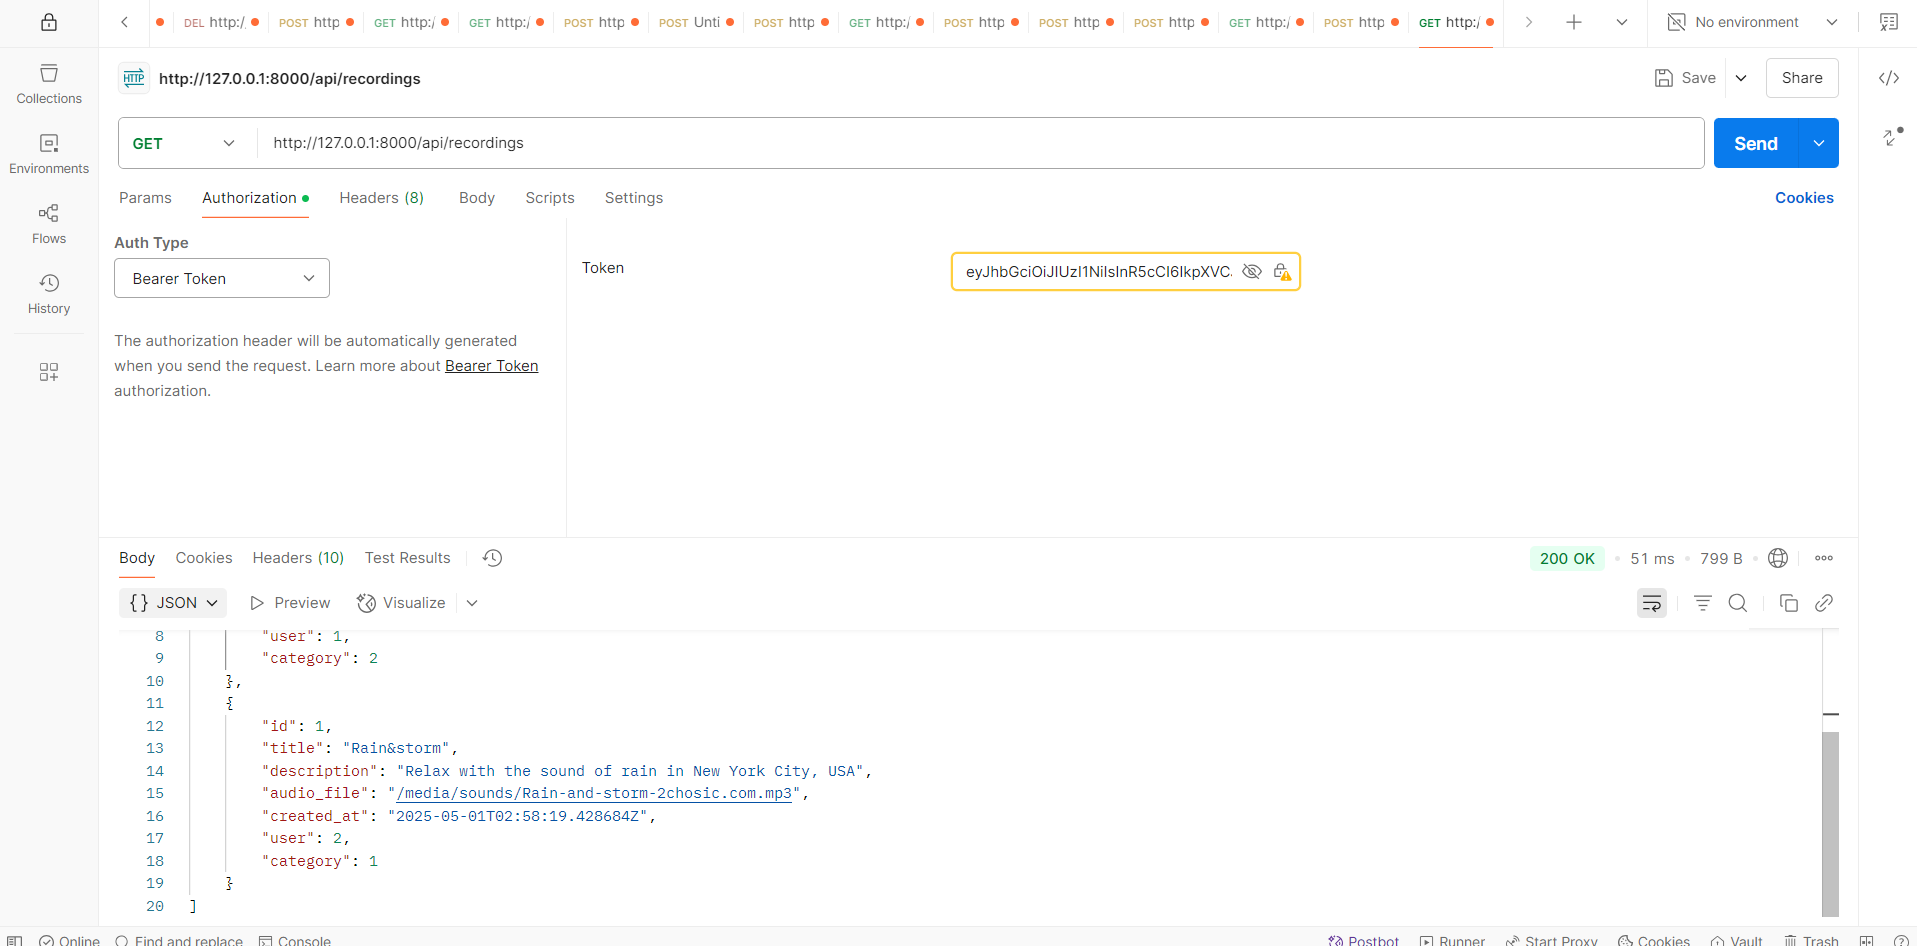 DEL http:/
POST http
GET http:/
GET http:/
POST http
POST Unti
POST http
GET http:/
POST http
POST http
POST http
GET http:/
POST http
GET http:/
No environment
Collections
Environments
Flows
History
HTTP http://127.0.0.1:8000/api/recordings
Save
Share
GET http://127.0.0.1:8000/api/recordings
Send
Params Authorization Headers (8) Body Scripts Settings
Cookies
Auth Type
Bearer Token
The authorization header will be automatically generated
when you send the request. Learn more about Bearer Token
authorization.
Token
eyJhbGciOiJIUzI1NiIsInR5cCI6IkpXVC.
Body Cookies Headers (10) Test Results
200 OK • 51 ms • 799 B •
{} JSON Preview Visualize
8 "user": 1,
9 "category": 2
10 },
11 {
12 "id": 1,
13 "title": "Rain&storm",
14 "description": "Relax with the sound of rain in New York City, USA",
15 "audio_file": "/media/sounds/Rain-and-storm-2chosic.com.mp3",
16 "created_at": "2025-05-01T02:58:19.428684Z",
17 "user": 2,
18 "category": 1
19 }
20 ]
Online Find and replace Console
Postbot Runner Start Proxy Cookies Vault Trash